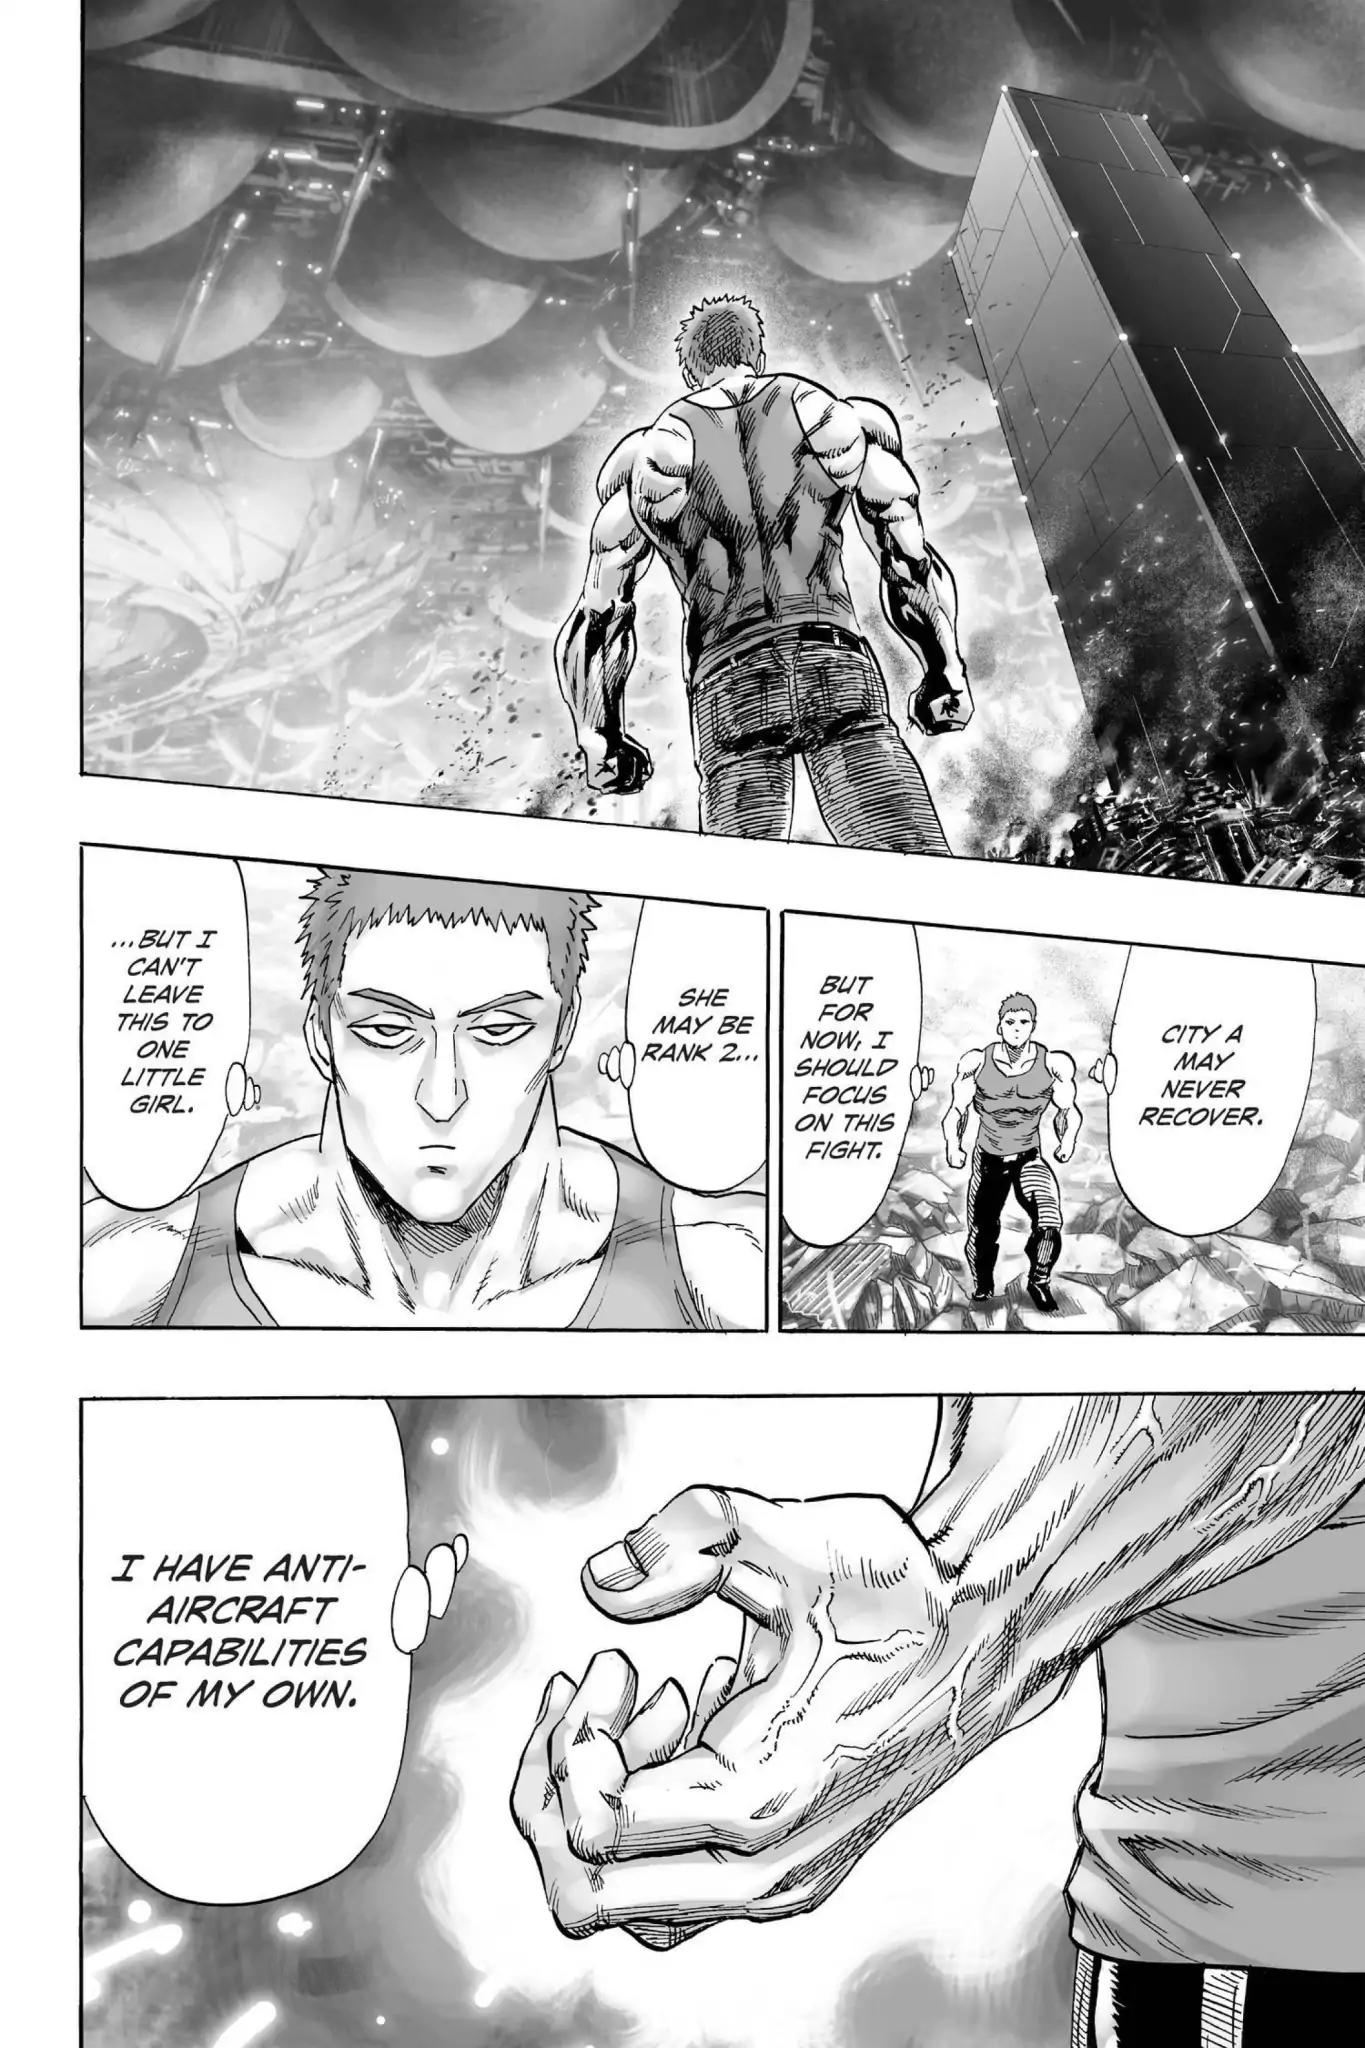 CITY A
MAY
NEVER
RECOVER.
BUT
FOR
NOW, I
SHOULD
FOCUS
ON THIS
FIGHT.
SHE
MAY BE
RANK 2...
...BUT I
CAN'T
LEAVE
THIS TO
ONE
LITTLE
GIRL.
I HAVE ANTI-
AIRCRAFT
CAPABILITIES
OF MY OWN.